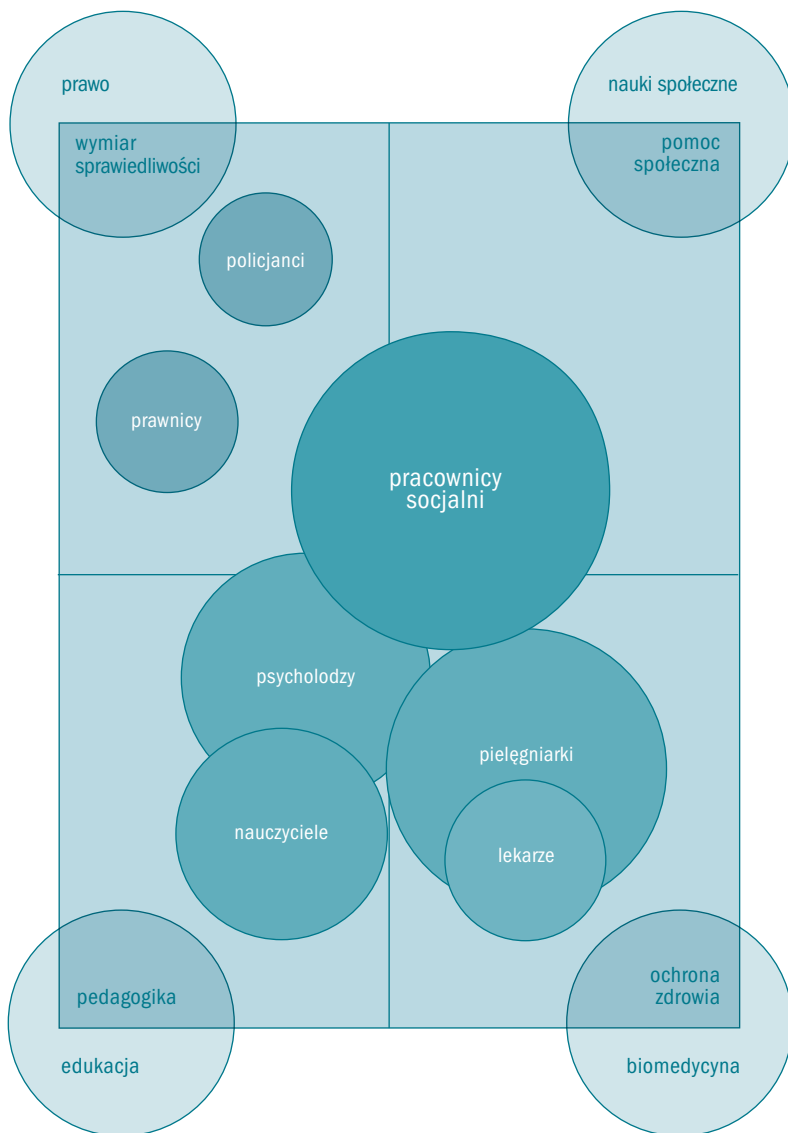 prawo
nauki społeczne
wymiar
sprawiedliwości
pomoc
społeczna
policjanci
prawnicy
pracownicy
socjalni
psycholodzy
pielęgniarki
nauczyciele
lekarze
pedagogika
ochrona
zdrowia
edukacja
biomedycyna